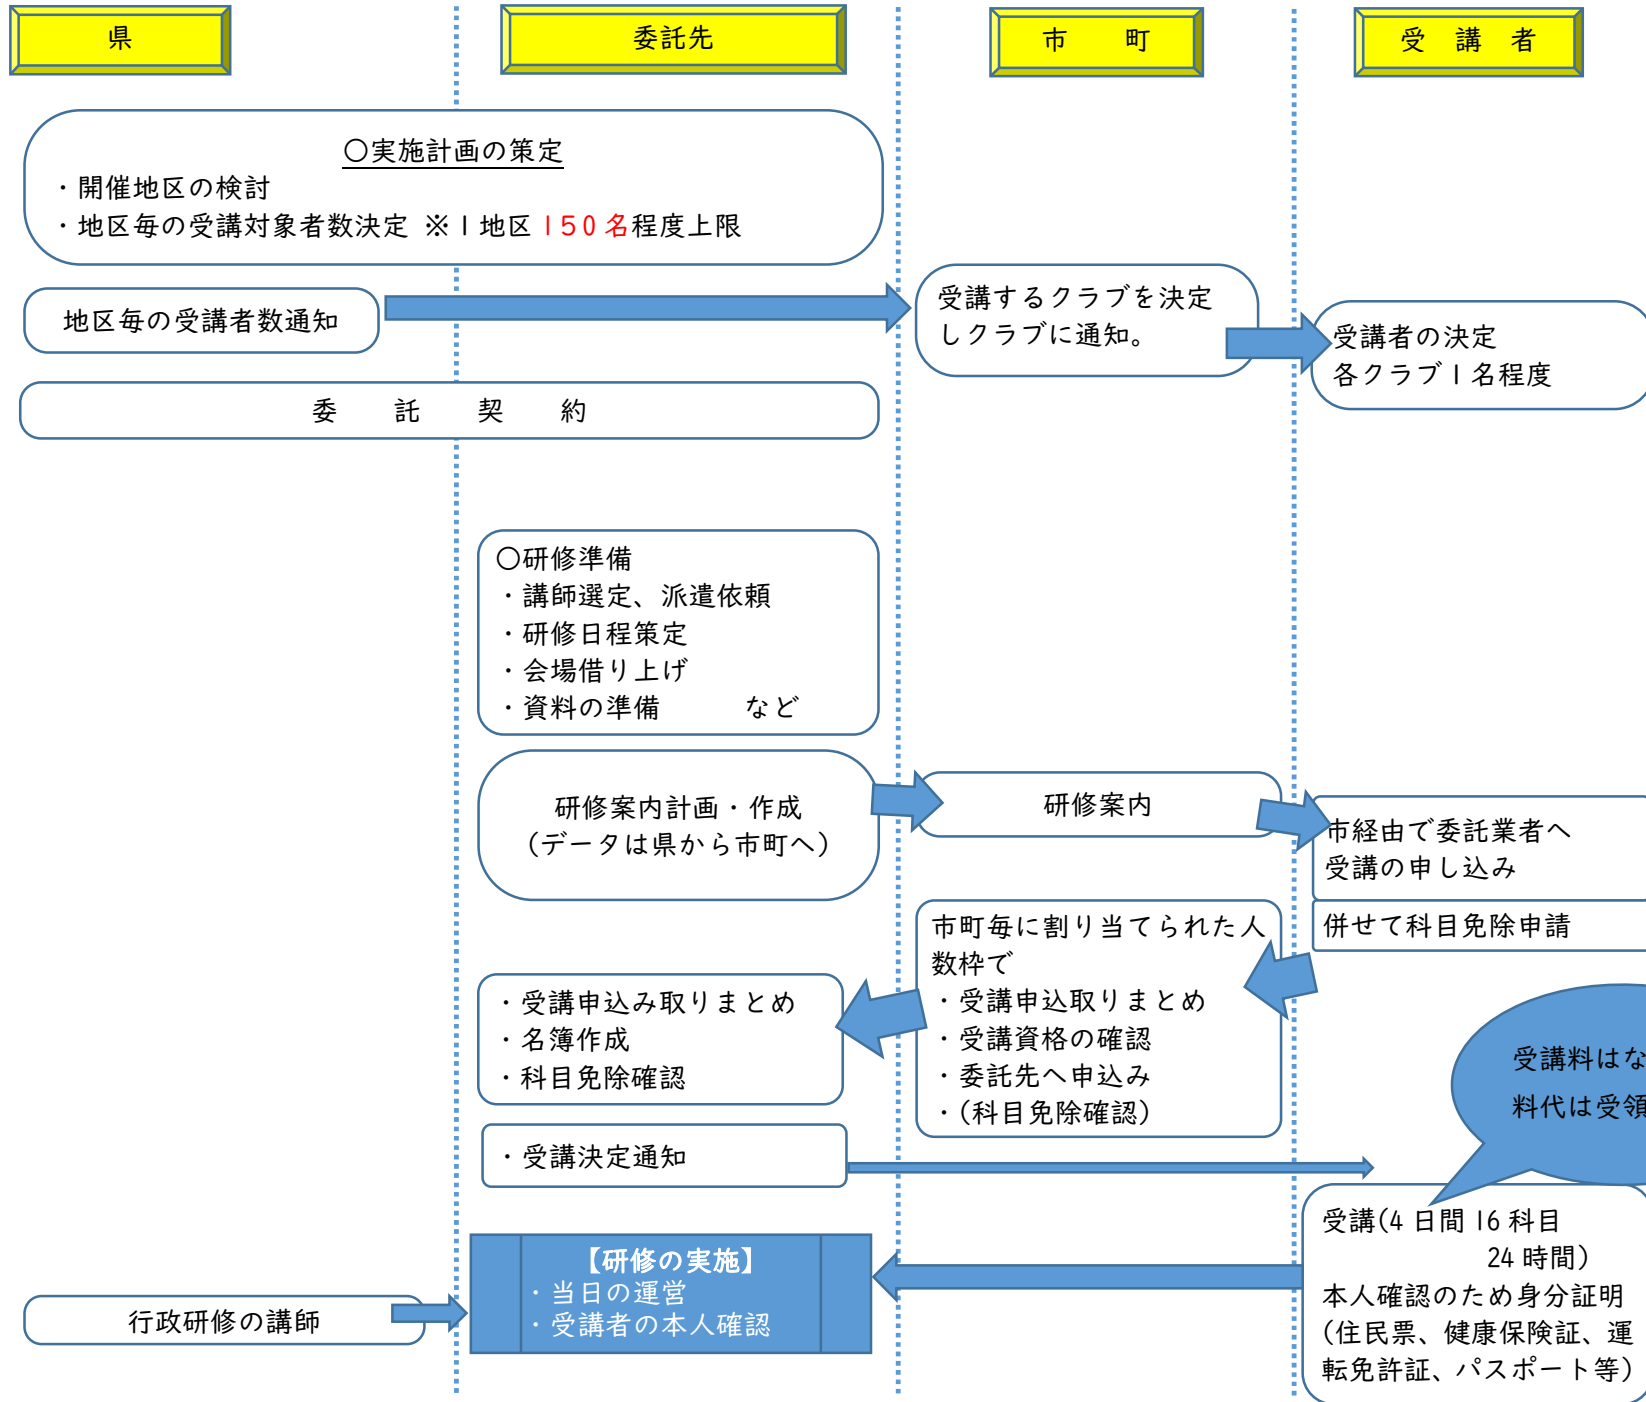 県
委託先
市　町
受　講　者
〇実施計画の策定
・開催地区の検討
・地区毎の受講対象者数決定 ※1地区150名程度上限
地区毎の受講者数通知
受講するクラブを決定
しクラブに通知。
受講者の決定
各クラブ1名程度
委　託　契　約
〇研修準備
・講師選定、派遣依頼
・研修日程策定
・会場借り上げ
・資料の準備　　　など
研修案内計画・作成
(データは県から市町へ)
研修案内
市経由で委託業者へ
受講の申し込み
併せて科目免除申請
市町毎に割り当てられた人
数枠で
・受講申込取りまとめ
・受講資格の確認
・委託先へ申込み
・(科目免除確認)
・受講申込み取りまとめ
・名簿作成
・科目免除確認
受講料はな
料代は受領
・受講決定通知
受講(4日間16科目
24時間)
本人確認のため身分証明
(住民票、健康保険証、運
転免許証、パスポート等)
【研修の実施】
・当日の運営
・受講者の本人確認
行政研修の講師